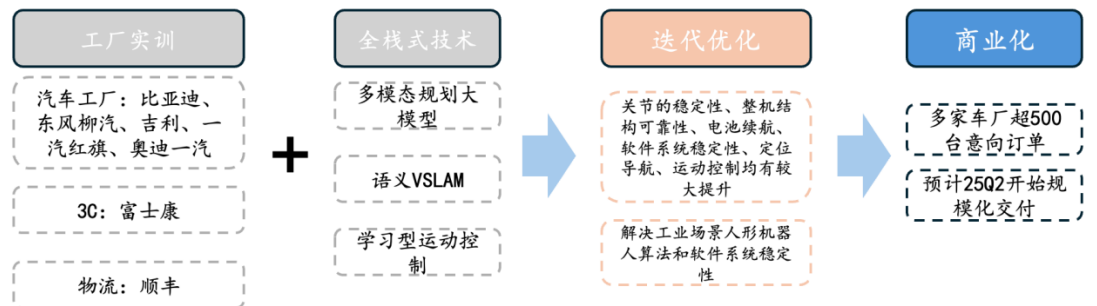 工厂实训
汽车工厂：比亚迪、
东风柳汽、吉利、一
汽红旗、奥迪一汽
3C：富士康
物流：顺丰
+
全栈式技术
多模态规划大
模型
语义VSLAM
学习型运动控
制
迭代优化
关节的稳定性、整机结
构可靠性、电池续航、
软件系统稳定性、定位
导航、运动控制均有较
大提升
解决工业场景人形机器
人算法和软件系统稳定
性
商业化
多家车厂超500
台意向订单
预计25Q2开始规
模化交付